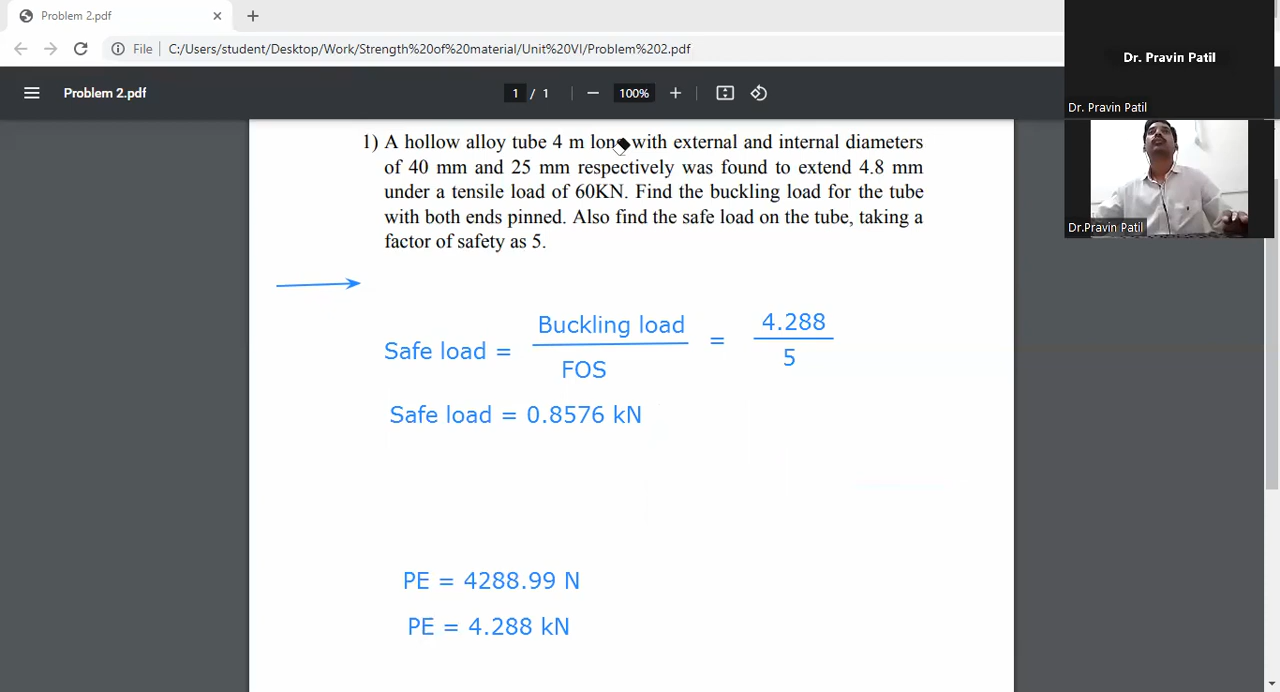 Problem 2.pdf
File C:/Users/student/Desktop/Work/Strength%20of%20material/Unit%20VI/Problem%202.pdf
Problem 2.pdf
1 / 1
100%
Dr. Pravin Patil
Dr. Pravin Patil
Dr.Pravin Patil
1) A hollow alloy tube 4 m long with external and internal diameters
of 40 mm and 25 mm respectively was found to extend 4.8 mm
under a tensile load of 60KN. Find the buckling load for the tube
with both ends pinned. Also find the safe load on the tube, taking a
factor of safety as 5.
Safe load = Buckling load / FOS = 4.288 / 5
Safe load = 0.8576 kN
PE = 4288.99 N
PE = 4.288 kN